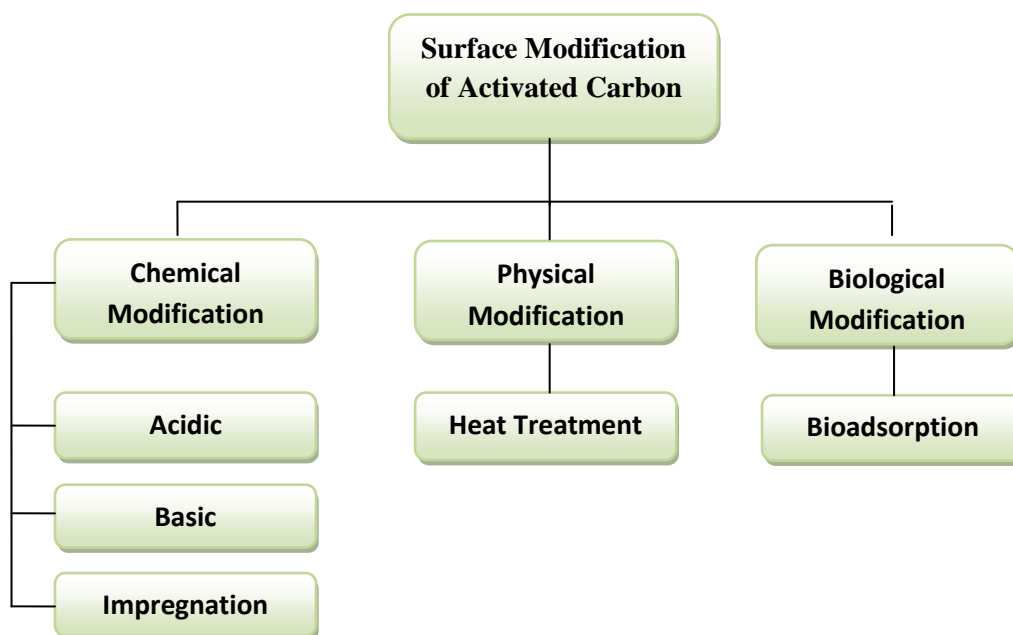 Surface Modification
of Activated Carbon
Chemical
Modification
Physical
Modification
Biological
Modification
Acidic
Heat Treatment
Bioadsorption
Basic
Impregnation